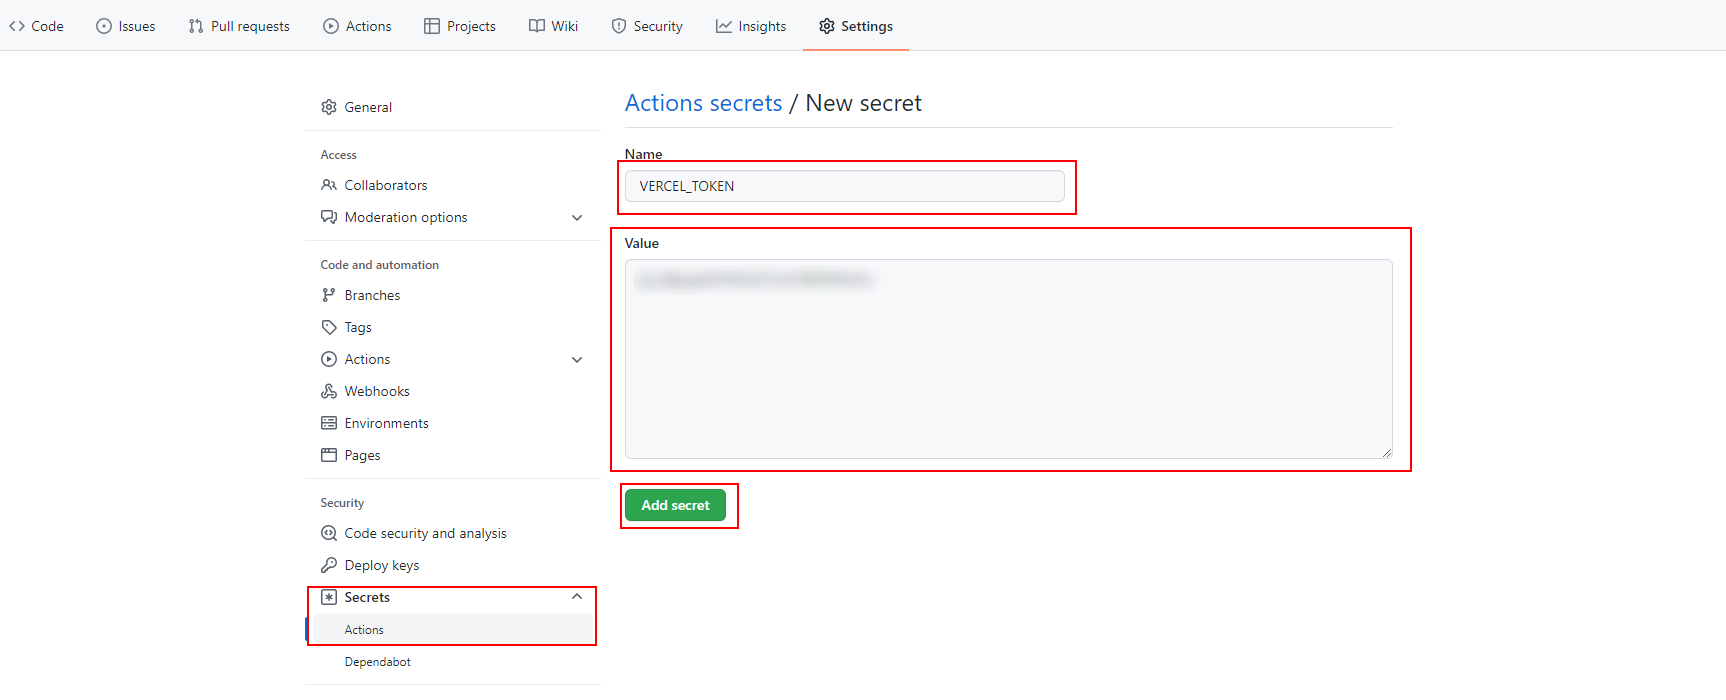 Code Issues Pull requests Actions Projects Wiki Security Insights Settings
General
Access
Collaborators
Moderation options
Code and automation
Branches
Tags
Actions
Webhooks
Environments
Pages
Security
Code security and analysis
Deploy keys
Secrets
Actions
Dependabot
Actions secrets / New secret
Name
VERCEL_TOKEN
Value
Add secret